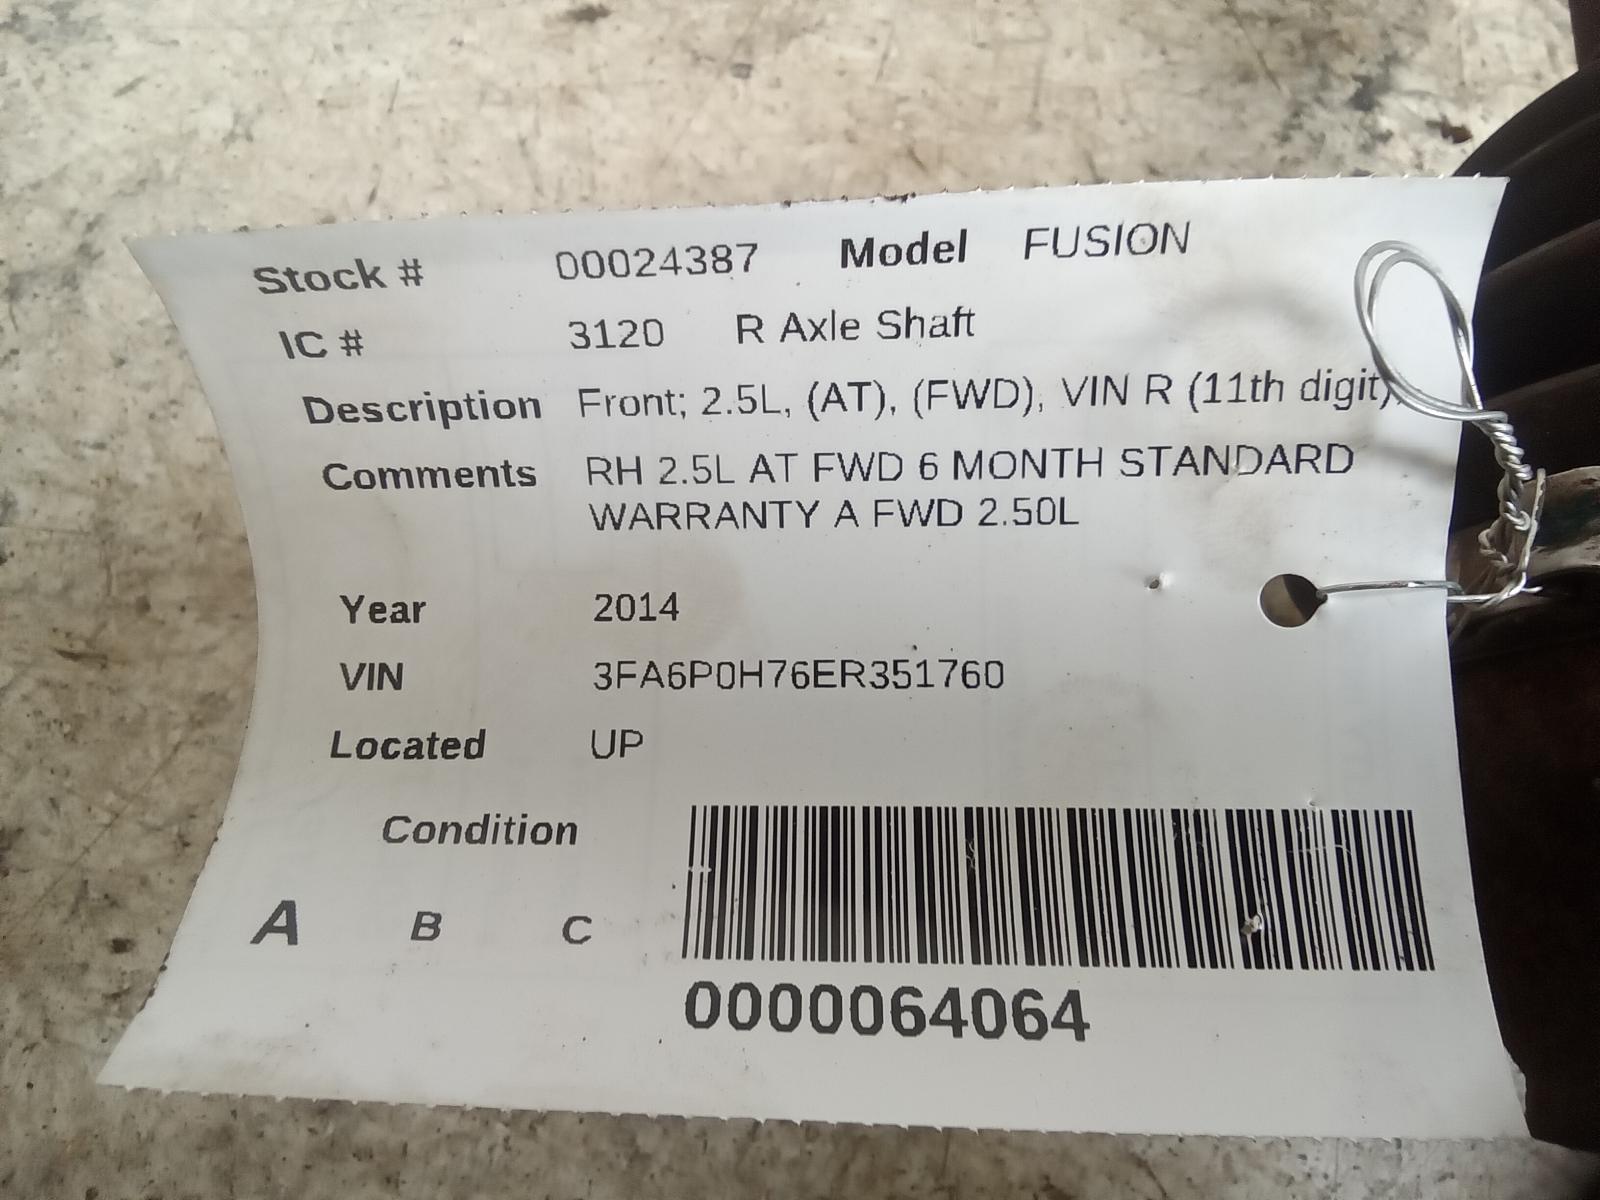 Stock # 00024387 Model FUSION
IC # 3120 R Axle Shaft
Description Front; 2.5L, (AT), (FWD), VIN R (11th digit),
Comments RH 2.5L AT FWD 6 MONTH STANDARD
WARRANTY A FWD 2.50L
Year 2014
VIN 3FA6P0H76ER351760
Located UP
Condition
A B C
0000064064